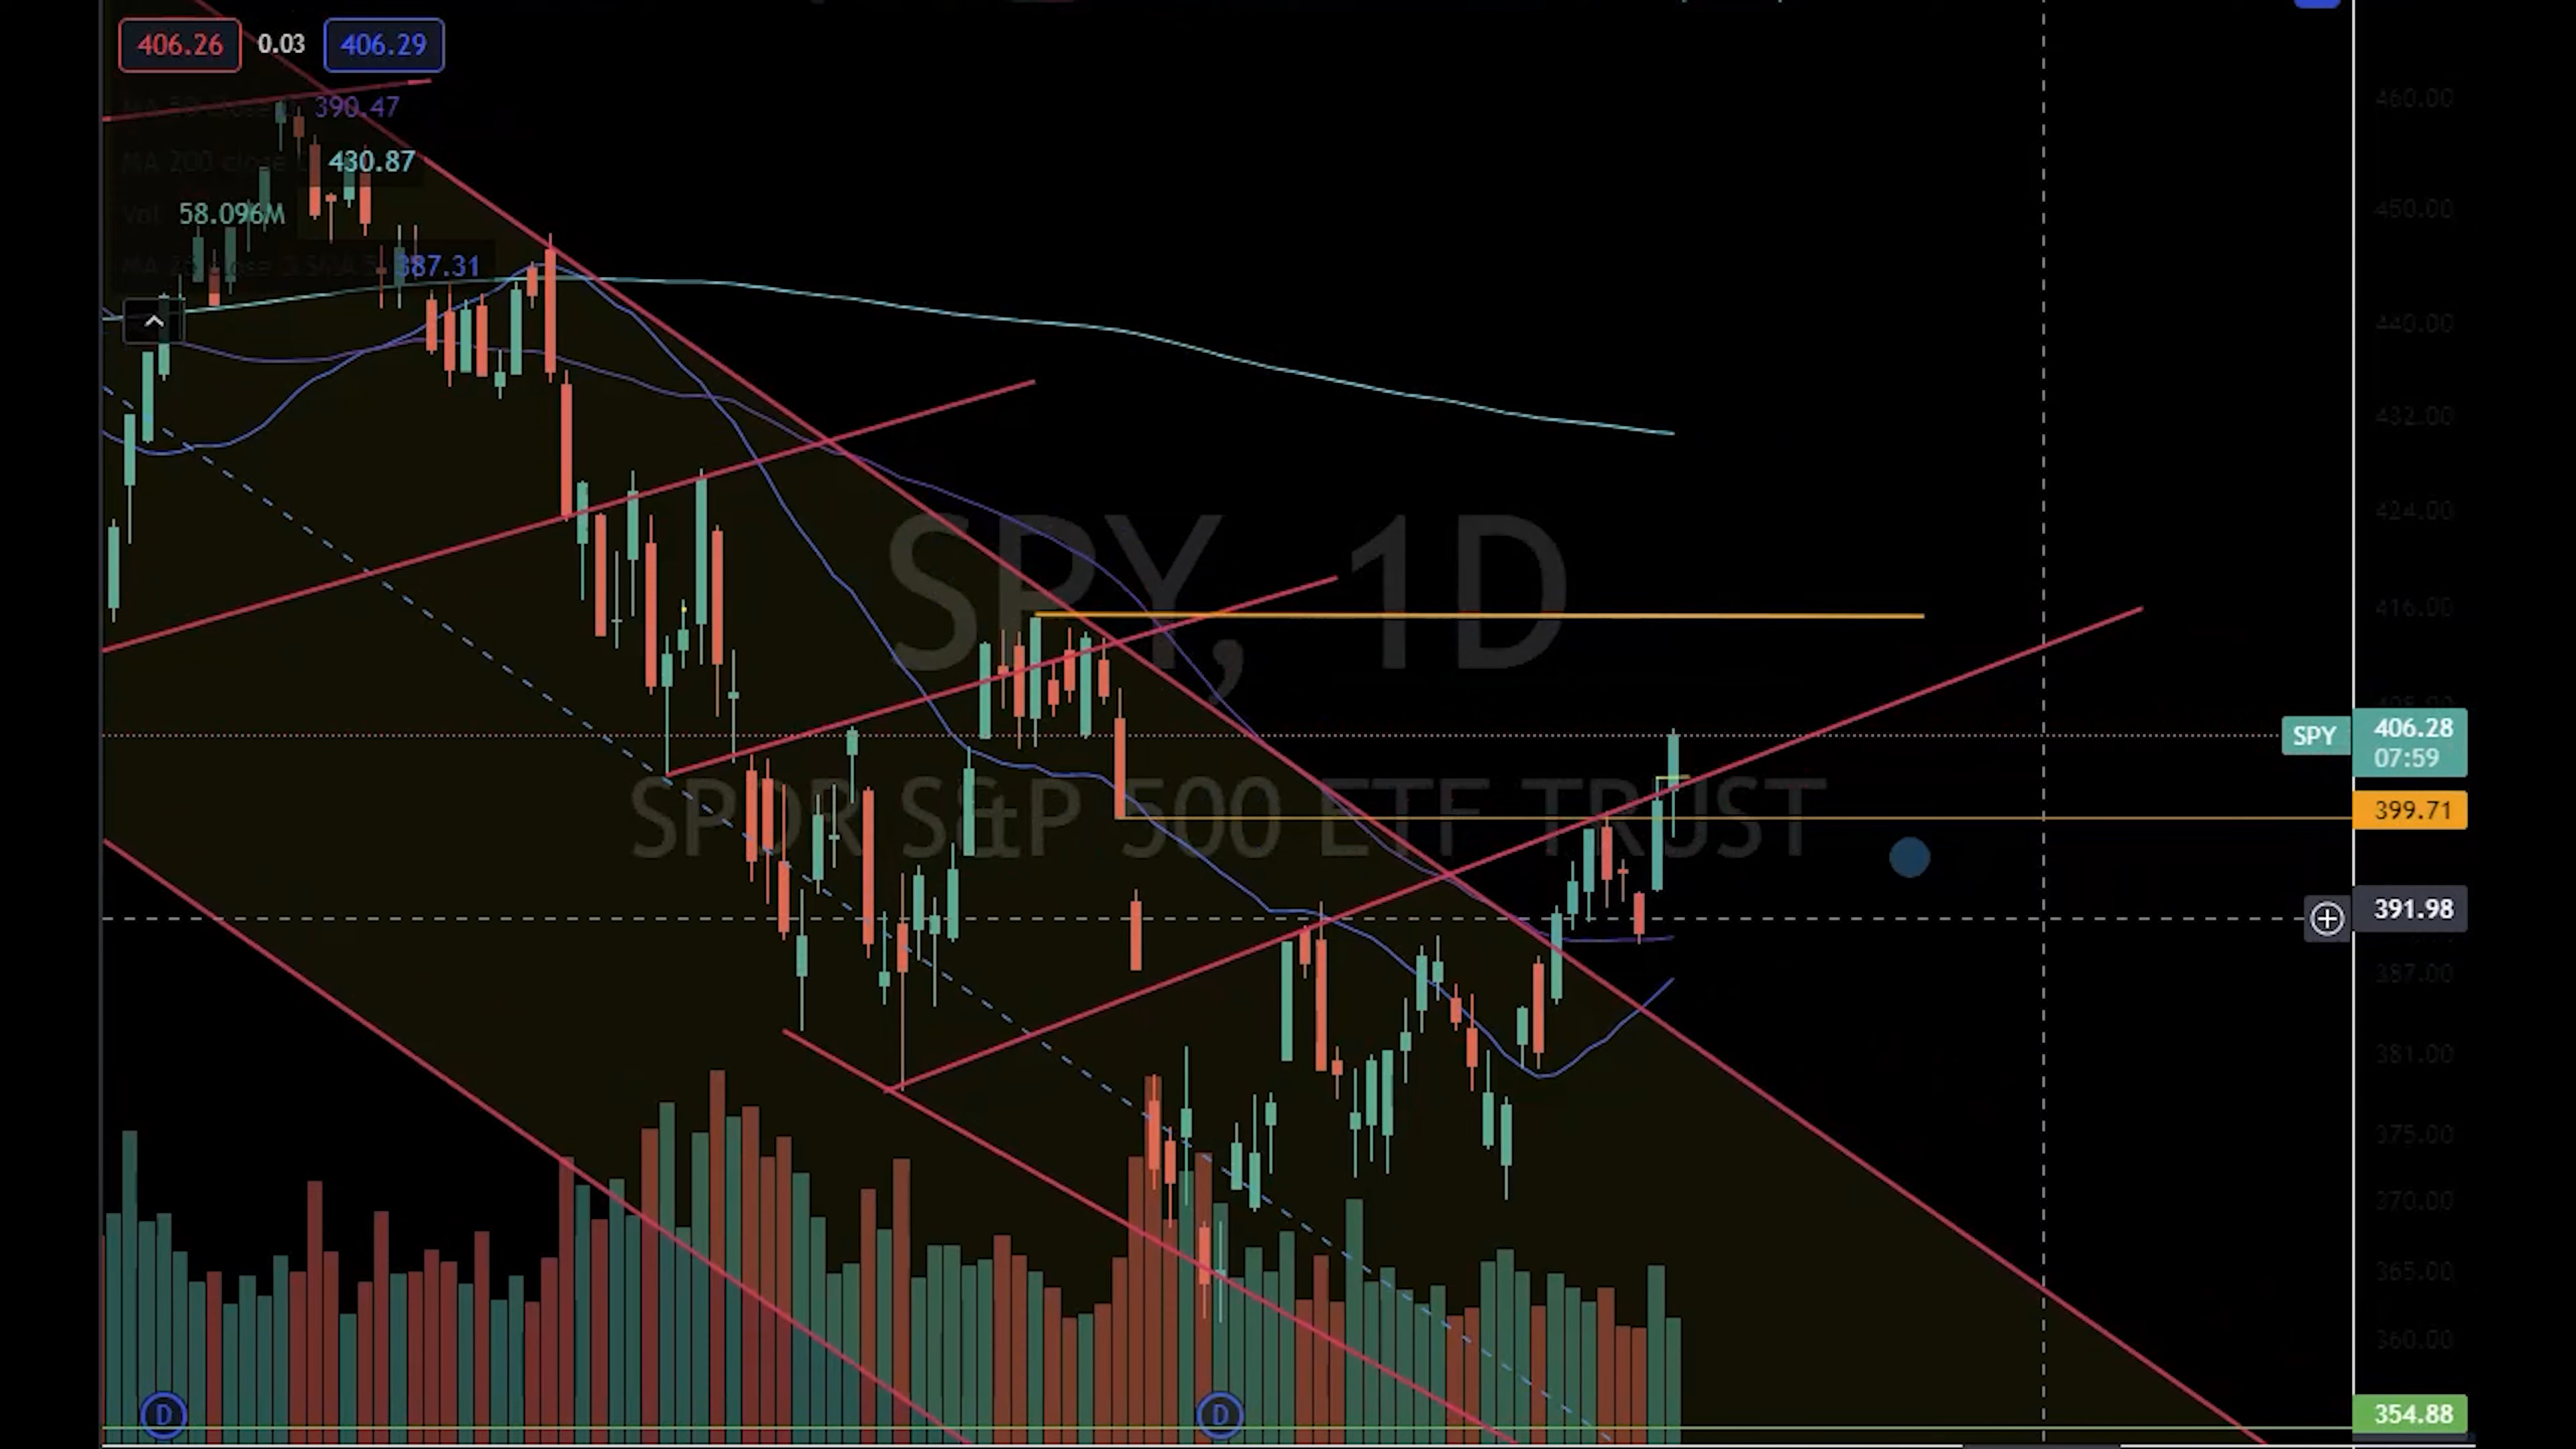 406.26 0.03 406.29
390.47
MA 200 close 430.87
Vol 58.096M
387.31
SPY, 1D
SPDR S&P 500 ETF TRUST
460.00
450.00
440.00
432.00
424.00
416.00
SPY 406.28
07:59
399.71
391.98
387.00
381.00
375.00
370.00
365.00
360.00
354.88
D D